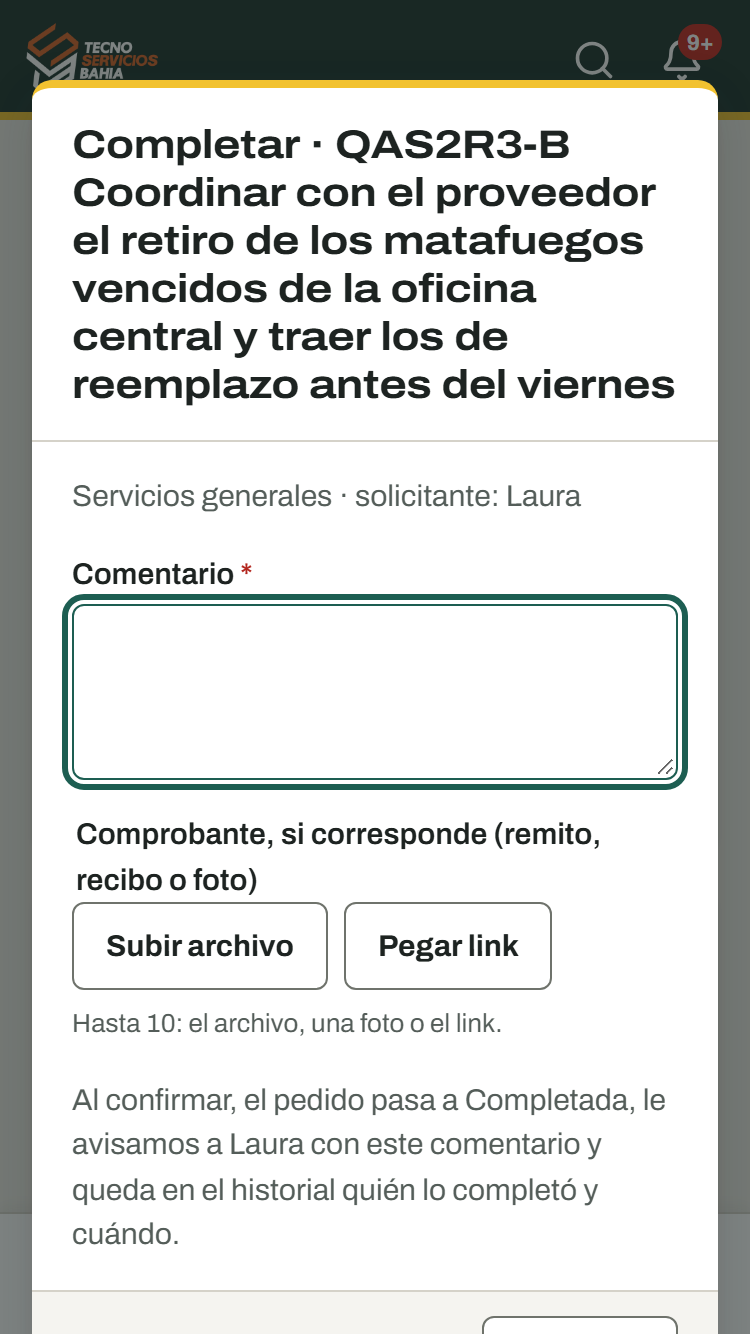 TECNO
SERVICIOS
BAHIA
9+
Completar · QAS2R3-B
Coordinar con el proveedor
el retiro de los matafuegos
vencidos de la oficina
central y traer los de
reemplazo antes del viernes
Servicios generales · solicitante: Laura
Comentario *
Comprobante, si corresponde (remito,
recibo o foto)
Subir archivo
Pegar link
Hasta 10: el archivo, una foto o el link.
Al confirmar, el pedido pasa a Completada, le
avisamos a Laura con este comentario y
queda en el historial quién lo completó y
cuándo.